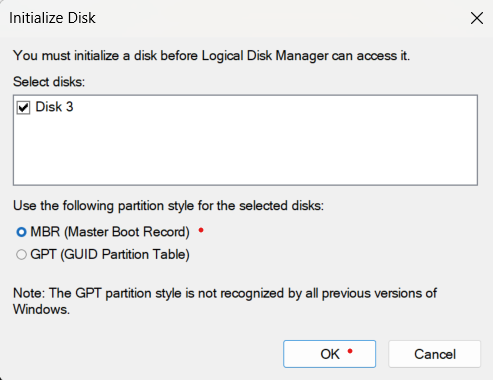 Initialize Disk
You must initialize a disk before Logical Disk Manager can access it.
Select disks:
Disk 3
Use the following partition style for the selected disks:
MBR (Master Boot Record)
GPT (GUID Partition Table)
Note: The GPT partition style is not recognized by all previous versions of
Windows.
OK
Cancel